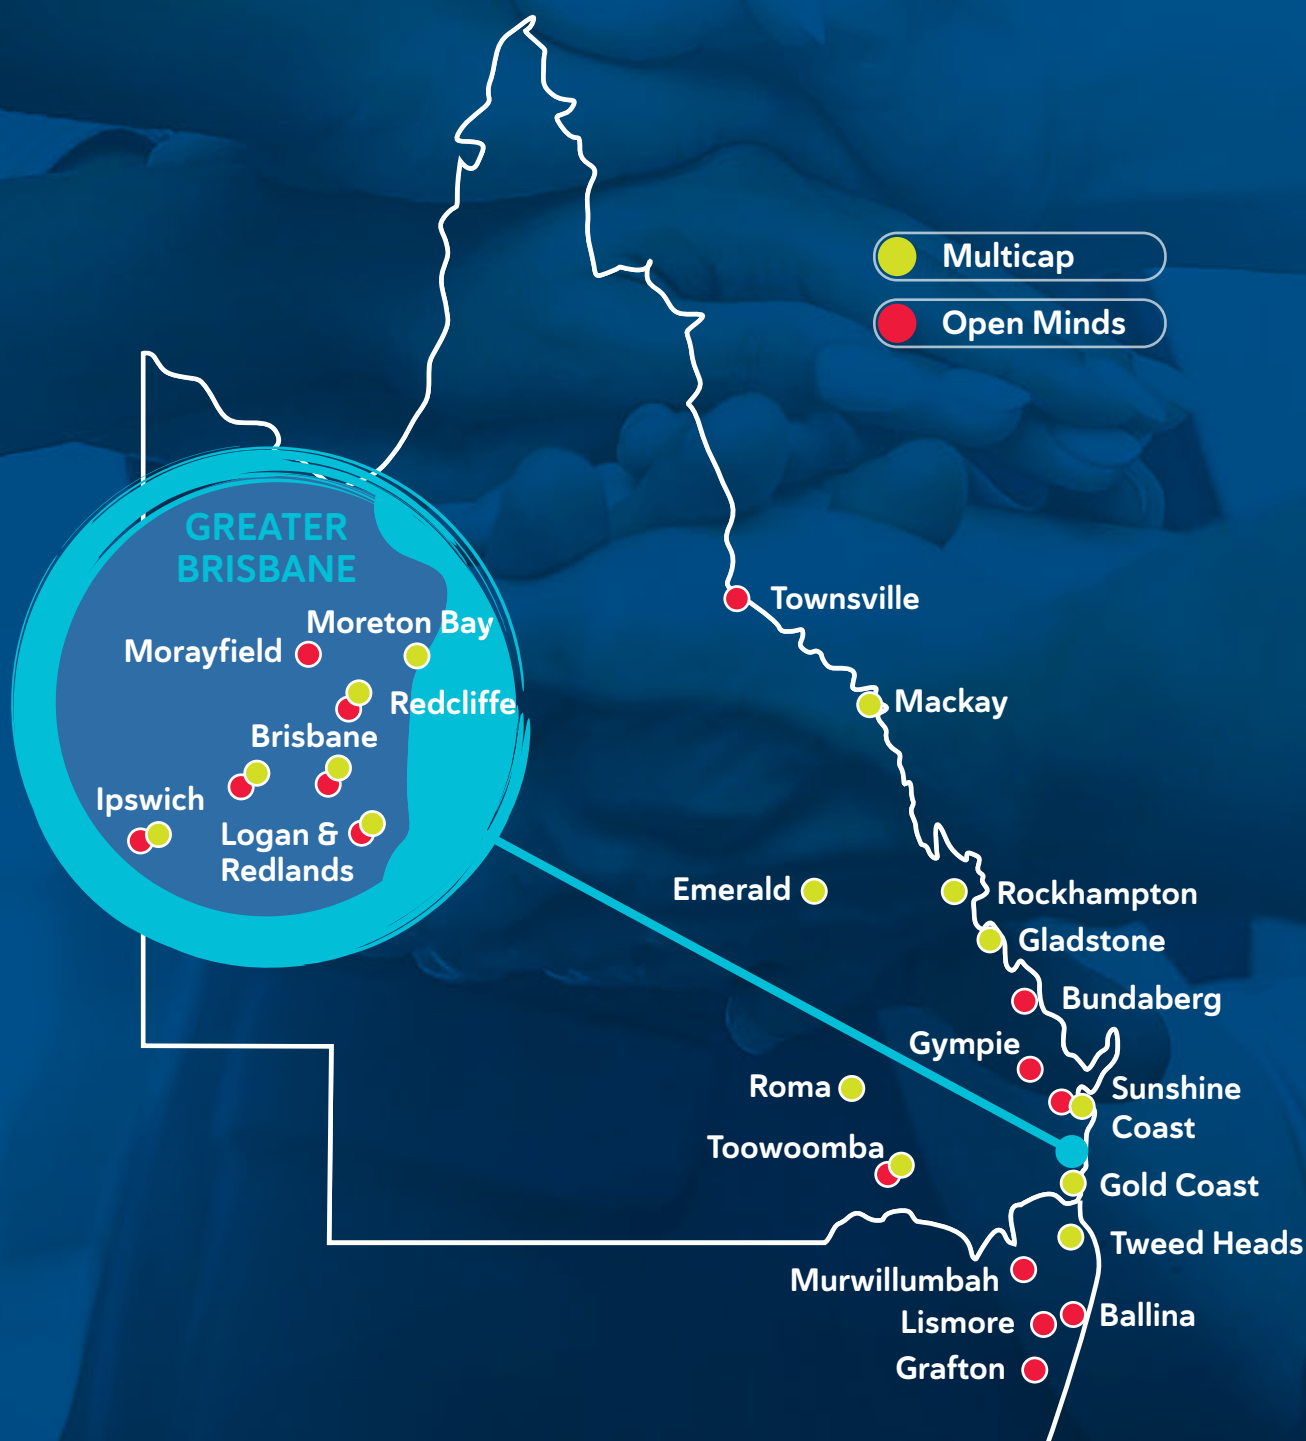 Multicap
Open Minds
GREATER
BRISBANE
Moreton Bay
Morayfield
Redcliffe
Brisbane
Ipswich
Logan &
Redlands
Townsville
Mackay
Emerald
Rockhampton
Gladstone
Bundaberg
Gympie
Roma
Sunshine
Coast
Toowoomba
Gold Coast
Tweed Heads
Murwillumbah
Lismore
Ballina
Grafton